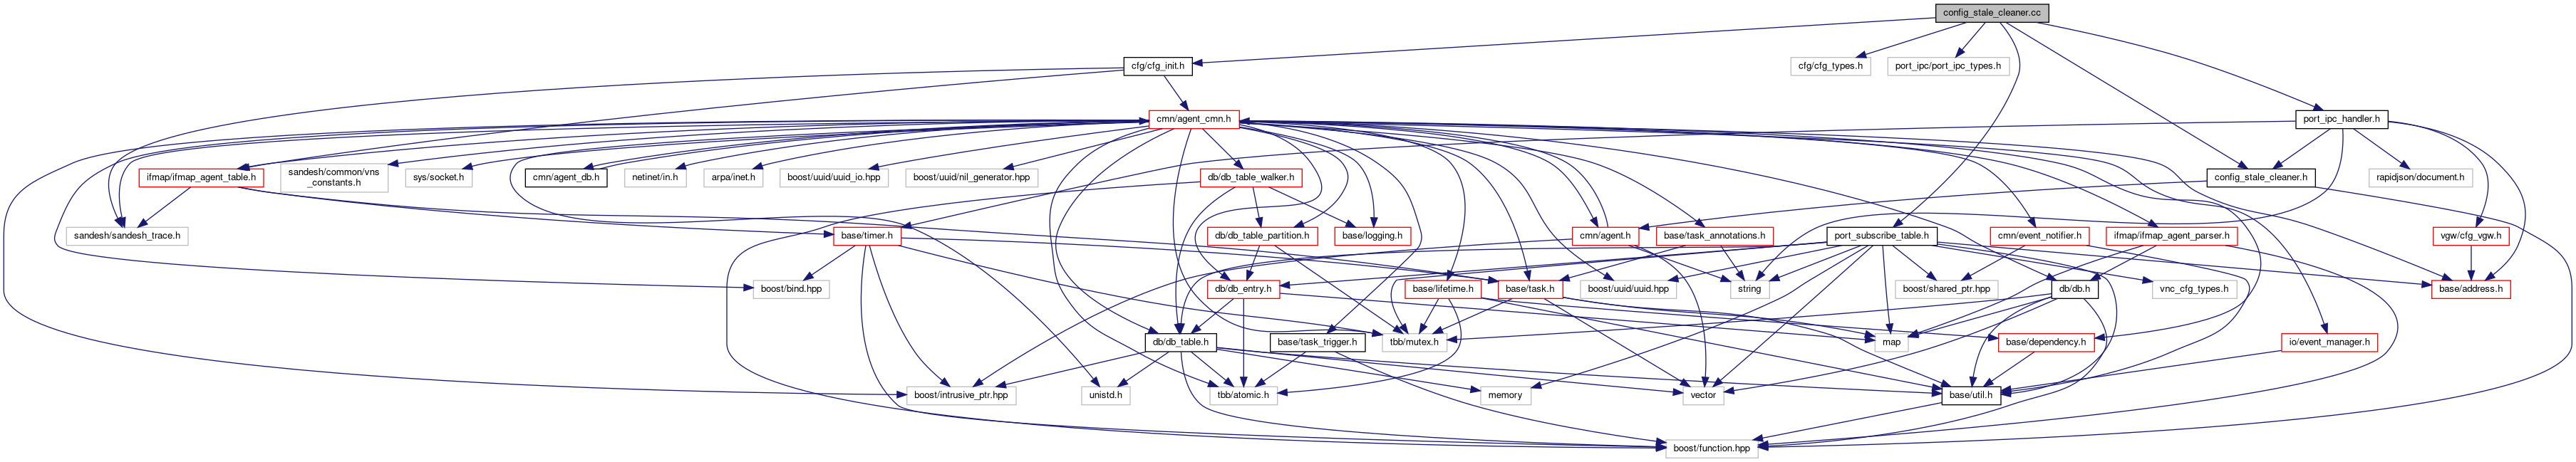 config_stale_cleaner.cc
cfg/cfg_init.h
cfg/cfg_types.h
port_ipc/port_ipc_types.h
cmn/agent_cmn.h
port_ipc_handler.h
ifmap/ifmap_agent_table.h
sandesh/common/vns
_constants.h
sys/socket.h
cmn/agent_db.h
netinet/in.h
arpa/inet.h
boost/uuid/uuid_io.hpp
boost/uuid/nil_generator.hpp
db/db_table_walker.h
config_stale_cleaner.h
rapidjson/document.h
sandesh/sandesh_trace.h
base/timer.h
db/db_table_partition.h
base/logging.h
cmn/agent.h
base/task_annotations.h
port_subscribe_table.h
cmn/event_notifier.h
ifmap/ifmap_agent_parser.h
vgw/cfg_vgw.h
boost/bind.hpp
db/db_entry.h
base/lifetime.h
base/task.h
boost/uuid/uuid.hpp
string
boost/shared_ptr.hpp
db/db.h
vnc_cfg_types.h
base/address.h
db/db_table.h
base/task_trigger.h
tbb/mutex.h
map
base/dependency.h
io/event_manager.h
boost/intrusive_ptr.hpp
unistd.h
tbb/atomic.h
memory
vector
base/util.h
boost/function.hpp